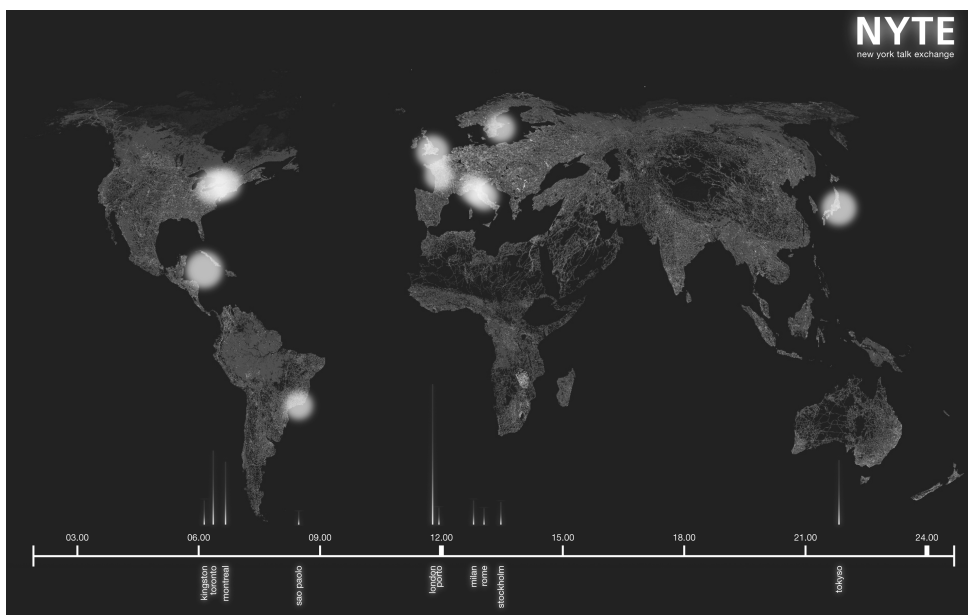 NYTE
new york talk exchange
03.00 06.00 09.00 12.00 15.00 18.00 21.00 24.00
kingston
toronto
montreal
sao paolo
london
porto
milan
rome
stockholm
tokyso